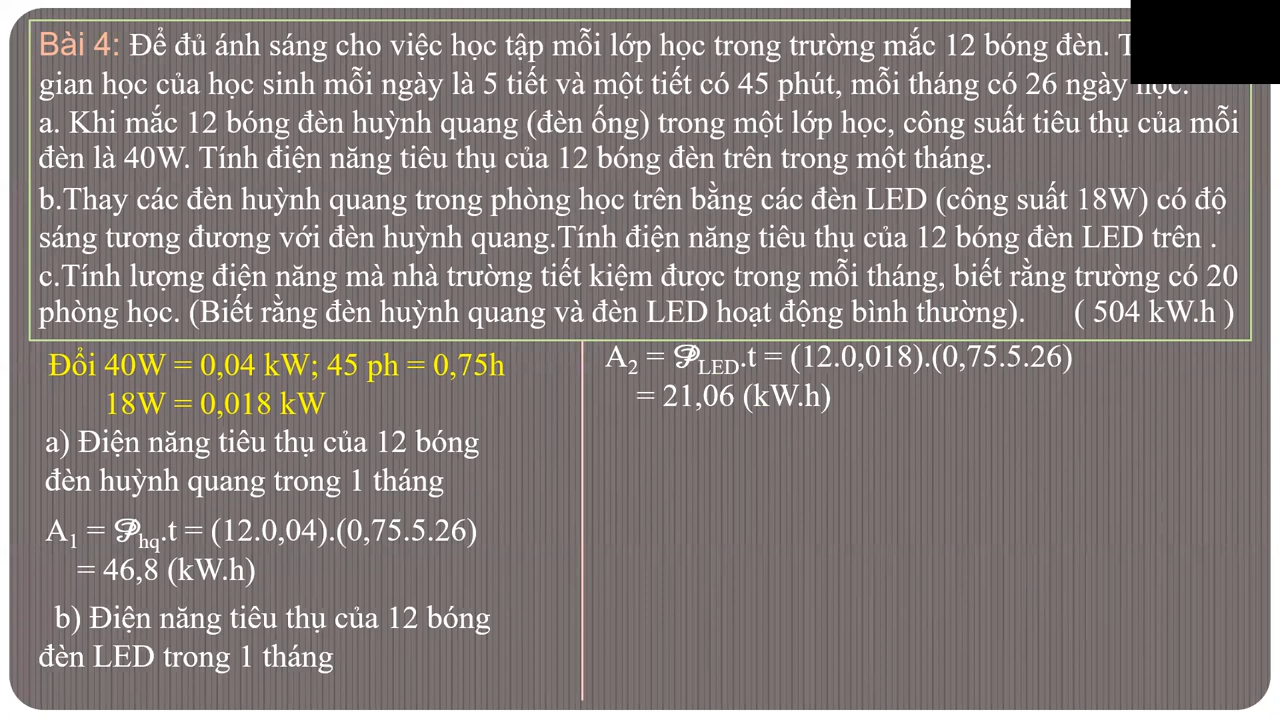 Bài 4: Để đủ ánh sáng cho việc học tập mỗi lớp học trong trường mắc 12 bóng đèn.
gian học của học sinh mỗi ngày là 5 tiết và một tiết có 45 phút, mỗi tháng có 26 ngày học.
a. Khi mắc 12 bóng đèn huỳnh quang (đèn ống) trong một lớp học, công suất tiêu thụ của mỗi
đèn là 40W. Tính điện năng tiêu thụ của 12 bóng đèn trên trong một tháng.
b.Thay các đèn huỳnh quang trong phòng học trên bằng các đèn LED (công suất 18W) có độ
sáng tương đương với đèn huỳnh quang.Tính điện năng tiêu thụ của 12 bóng đèn LED trên .
c.Tính lượng điện năng mà nhà trường tiết kiệm được trong mỗi tháng, biết rằng trường có 20
phòng học. (Biết rằng đèn huỳnh quang và đèn LED hoạt động bình thường). ( 504 kW.h )
Đổi 40W = 0,04 kW; 45 ph = 0,75h
18W = 0,018 kW
a) Điện năng tiêu thụ của 12 bóng
đèn huỳnh quang trong 1 tháng
A₁ = 𝒫hq.t = (12.0,04).(0,75.5.26)
= 46,8 (kW.h)
b) Điện năng tiêu thụ của 12 bóng
đèn LED trong 1 tháng
A₂ = 𝒫LED.t = (12.0,018).(0,75.5.26)
= 21,06 (kW.h)